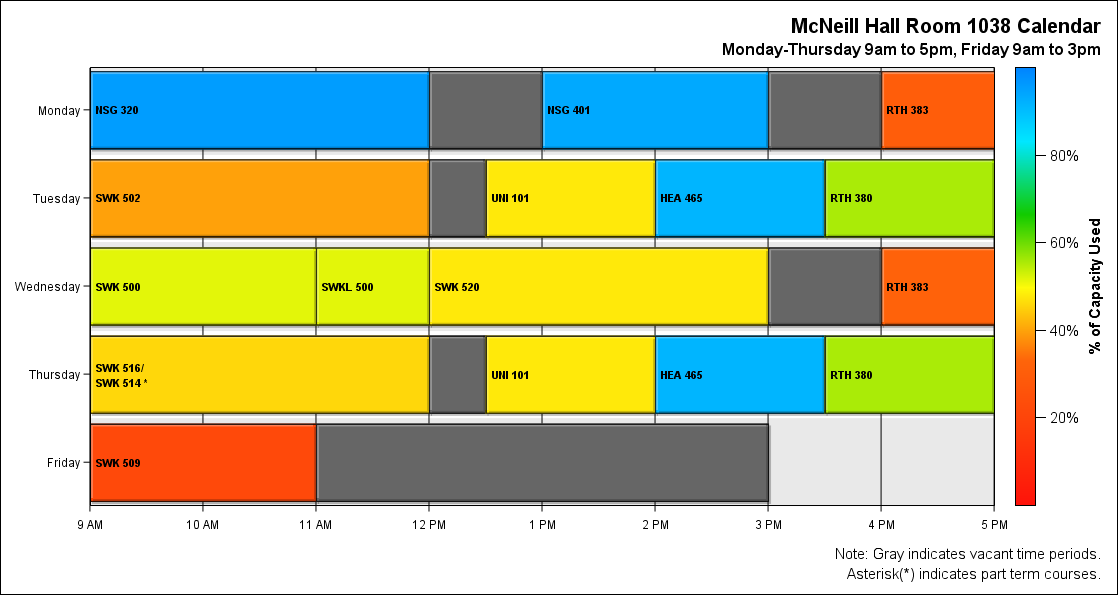 McNeill Hall Room 1038 Calendar
Monday-Thursday 9am to 5pm, Friday 9am to 3pm
Monday
NSG 320
NSG 401
RTH 383
Tuesday
SWK 502
UNI 101
HEA 465
RTH 380
Wednesday
SWK 500
SWKL 500
SWK 520
RTH 383
Thursday
SWK 516/
SWK 514 *
UNI 101
HEA 465
RTH 380
Friday
SWK 509
9 AM
10 AM
11 AM
12 PM
1 PM
2 PM
3 PM
4 PM
5 PM
80%
60%
40%
20%
% of Capacity Used
Note: Gray indicates vacant time periods.
Asterisk(*) indicates part term courses.